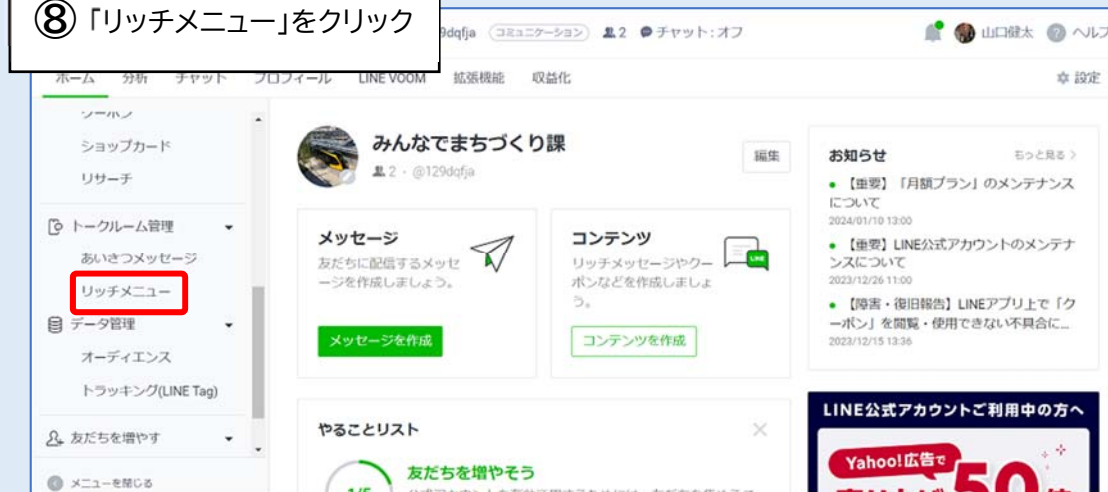 ⑧「リッチメニュー」をクリック
コミュニケーション 2 チャット:オフ
山口健太
ホーム 分析 チャット プロフィール LINE VOOM 拡張機能 収益化
設定
クーポン
ショップカード
リサーチ
トークルーム管理
あいさつメッセージ
リッチメニュー
データ管理
オーディエンス
トラッキング(LINE Tag)
友だちを増やす
メニューを閉じる
みんなでまちづくり課
2・@129dqfja
編集
メッセージ
友だちに配信するメッセ
ージを作成しましょう。
メッセージを作成
コンテンツ
リッチメッセージやクー
ポンなどを作成しましょ
う。
LINE
コンテンツを作成
やることリスト
友だちを増やそう
お知らせ
もっと見る
【重要】「月額プラン」のメンテナンス
について
2024/01/10 13:00
【重要】LINE公式アカウントのメンテナ
ンスについて
2023/12/26 11:00
【障害・復旧報告】LINEアプリ上で「ク
ーポン」を閲覧・使用できない不具合に...
2023/12/15 13:36
LINE公式アカウントご利用中の方へ
Yahoo!広告で
50